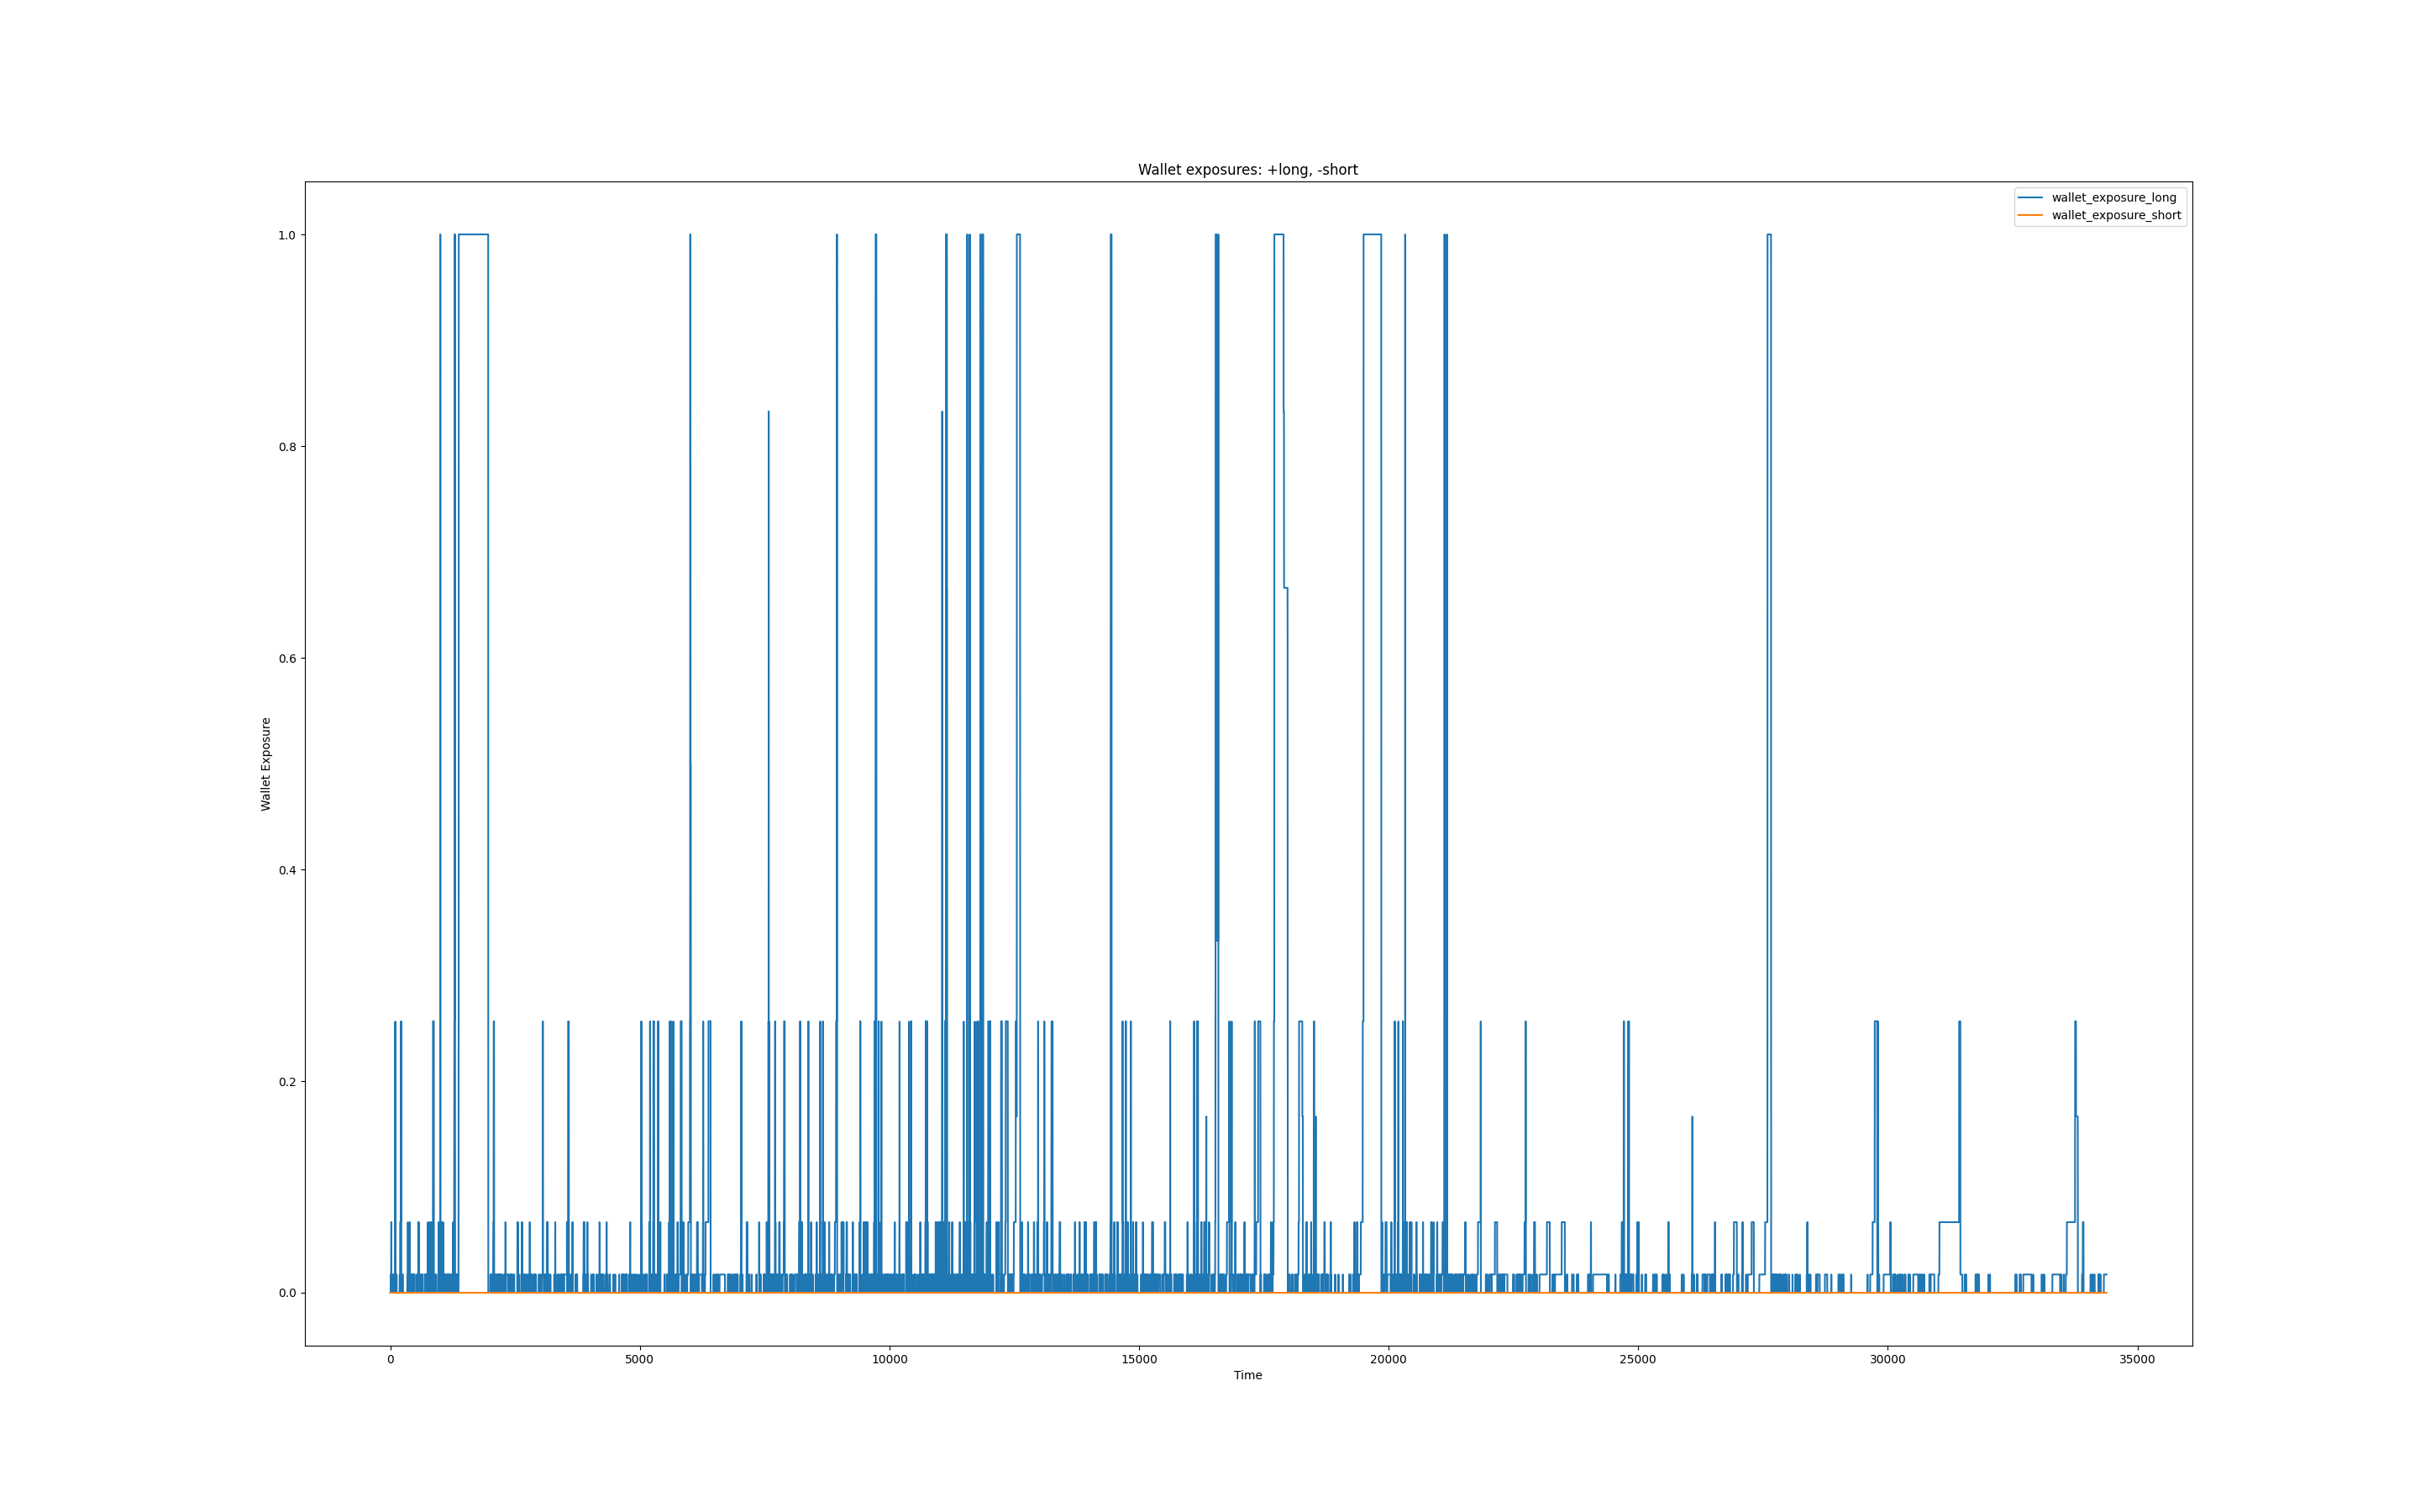 Wallet exposures: +long, -short
wallet_exposure_long
wallet_exposure_short
1.0
0.8
0.6
0.4
0.2
0.0
Wallet Exposure
0 5000 10000 15000 20000 25000 30000 35000
Time